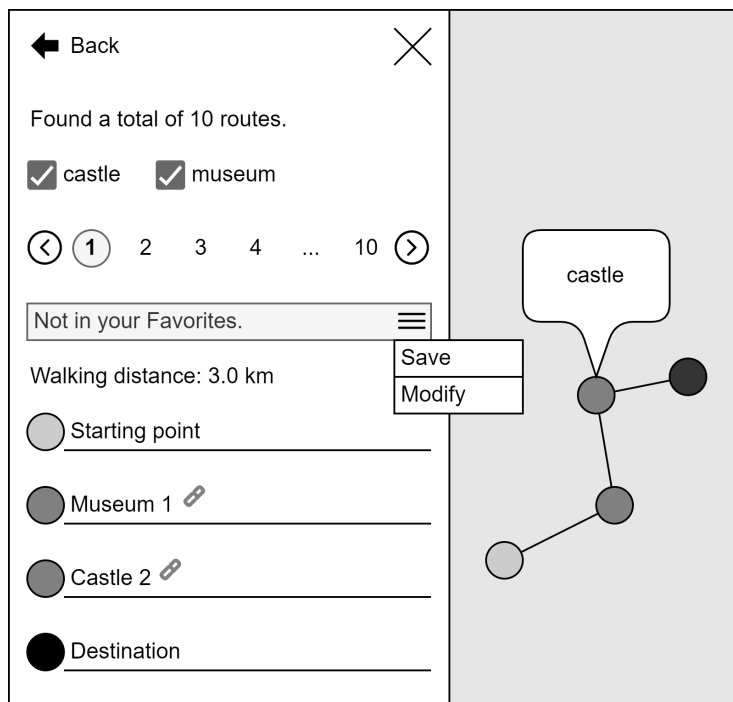 Back
Found a total of 10 routes.
castle museum
1 2 3 4 ... 10
Not in your Favorites.
Save
Modify
Walking distance: 3.0 km
Starting point
Museum 1
Castle 2
Destination
castle